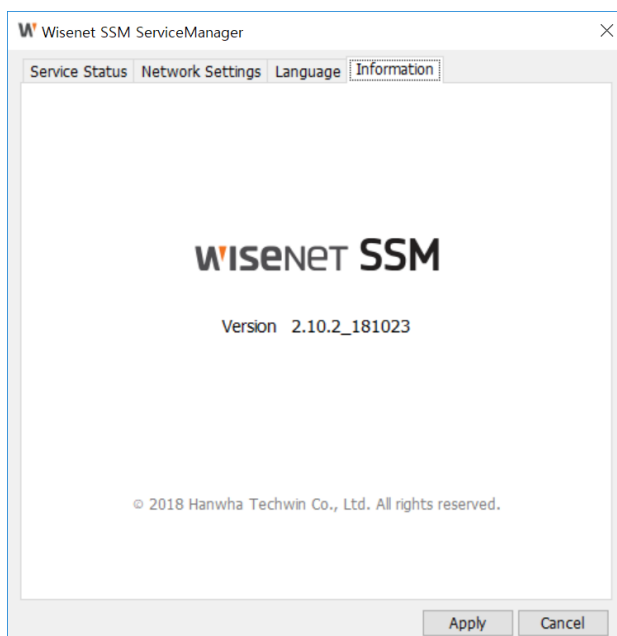 Wisenet SSM ServiceManager
Service Status Network Settings Language Information
WISENET SSM
Version 2.10.2_181023
© 2018 Hanwha Techwin Co., Ltd. All rights reserved.
Apply Cancel